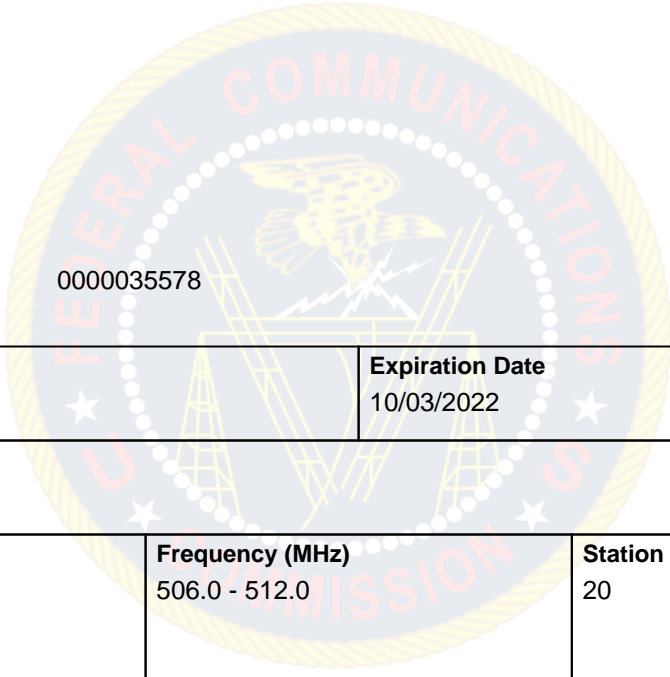 FEDERAL COMMUNICATIONS COMMISSION
U S
0000035578
Expiration Date
10/03/2022
Frequency (MHz)
Station
506.0 - 512.0
20